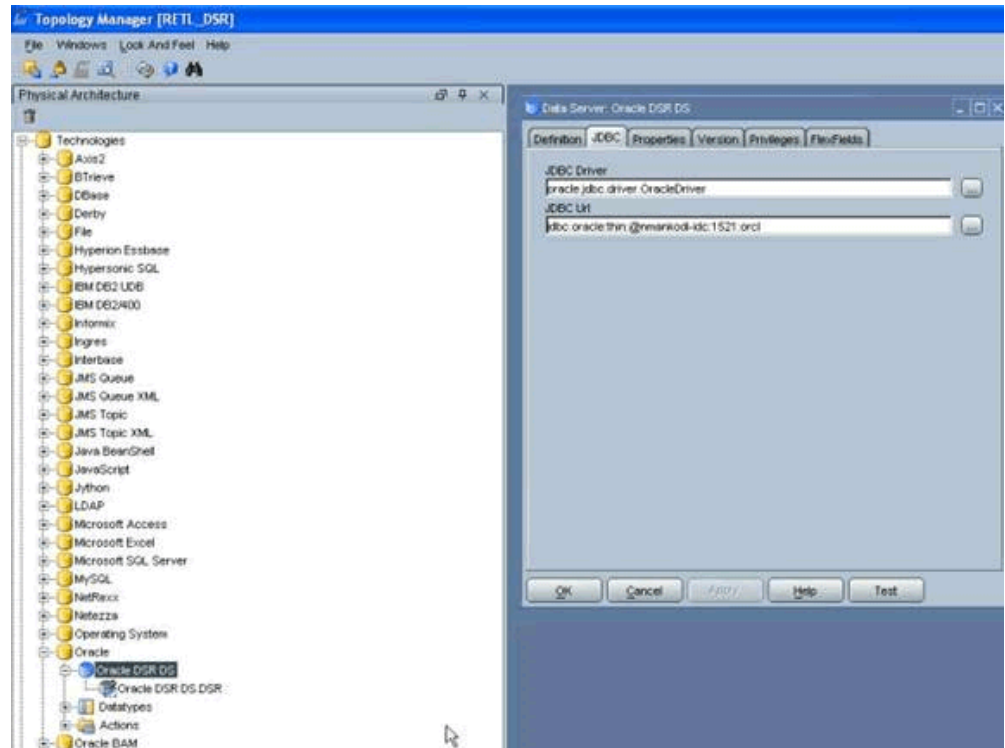 Topology Manager [RETL_DSR]
File Windows Look And Feel Help
Physical Architecture
Technologies
Axis2
BTrieve
DBase
Derby
File
Hyperion Essbase
Hypersonic SQL
IBM DB2 UDB
IBM DB2/400
Informix
Ingres
Interbase
JMS Queue
JMS Queue XML
JMS Topic
JMS Topic XML
Java BeanShell
JavaScript
Jython
LDAP
Microsoft Access
Microsoft Excel
Microsoft SQL Server
MySQL
NetRexx
Netezza
Operating System
Oracle
Oracle DSR DS
Oracle DSR DS.DSR
Datatypes
Actions
Oracle BAM
Data Server: Oracle DSR DS
Definition JDBC Properties Version Privileges FlexFields
JDBC Driver
oracle.jdbc.driver.OracleDriver
...
JDBC Url
jdbc:oracle:thin:@nmankodi-idc:1521:orcl
...
OK Cancel Apply Help Test